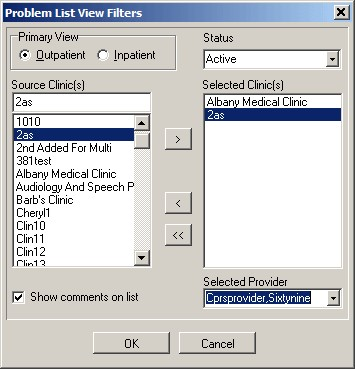 Problem List View Filters
Primary View
Outpatient
Inpatient
Status
Active
Source Clinic(s)
2as
1010
2as
2nd Added For Multi
381test
Albany Medical Clinic
Audiology And Speech P
Barb's Clinic
Cheryl1
Clin10
Clin11
Clin12
Clin13
>
<
<<
Selected Clinic(s)
Albany Medical Clinic
2as
Show comments on list
Selected Provider
Cprsprovider,Sixtynine
OK
Cancel